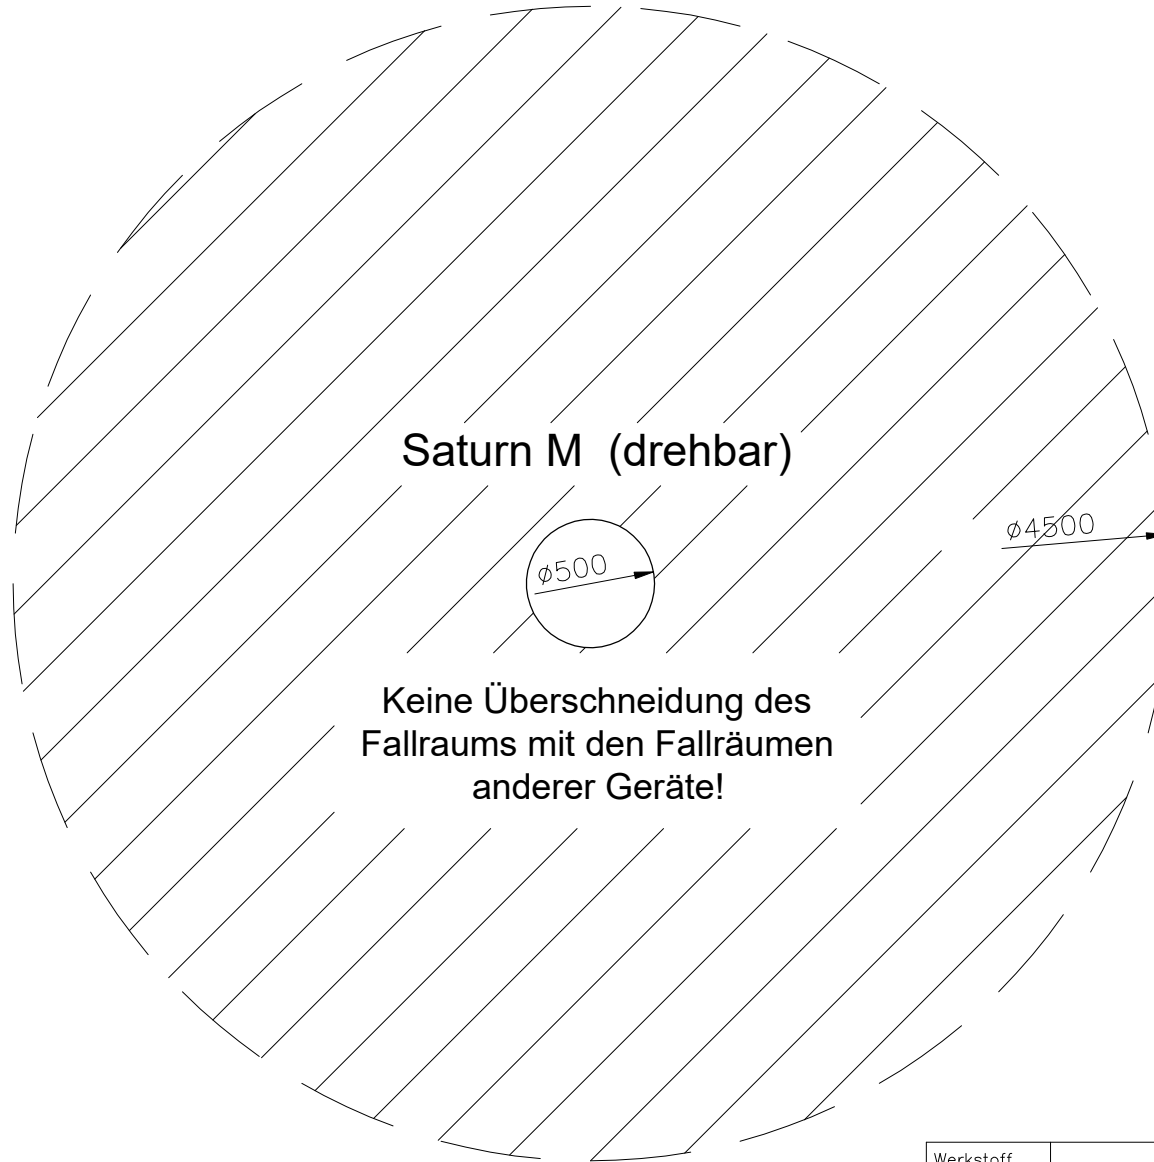 Saturn M (drehbar)
ø4500
ø500
Keine Überschneidung des
Fallraums mit den Fallräumen
anderer Geräte!
Werkstoff